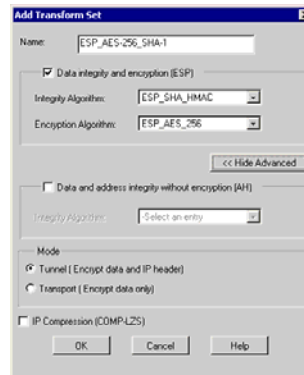 Add Transform Set
Name: ESP_AES-256_SHA-1
Data integrity and encryption (ESP)
Integrity Algorithm: ESP_SHA_HMAC
Encryption Algorithm: ESP_AES_256
<< Hide Advanced
Data and address integrity without encryption (AH)
Integrity Algorithm: -Select an entry
Mode
Tunnel ( Encrypt data and IP header)
Transport ( Encrypt data only)
IP Compression (COMP-LZS)
OK Cancel Help